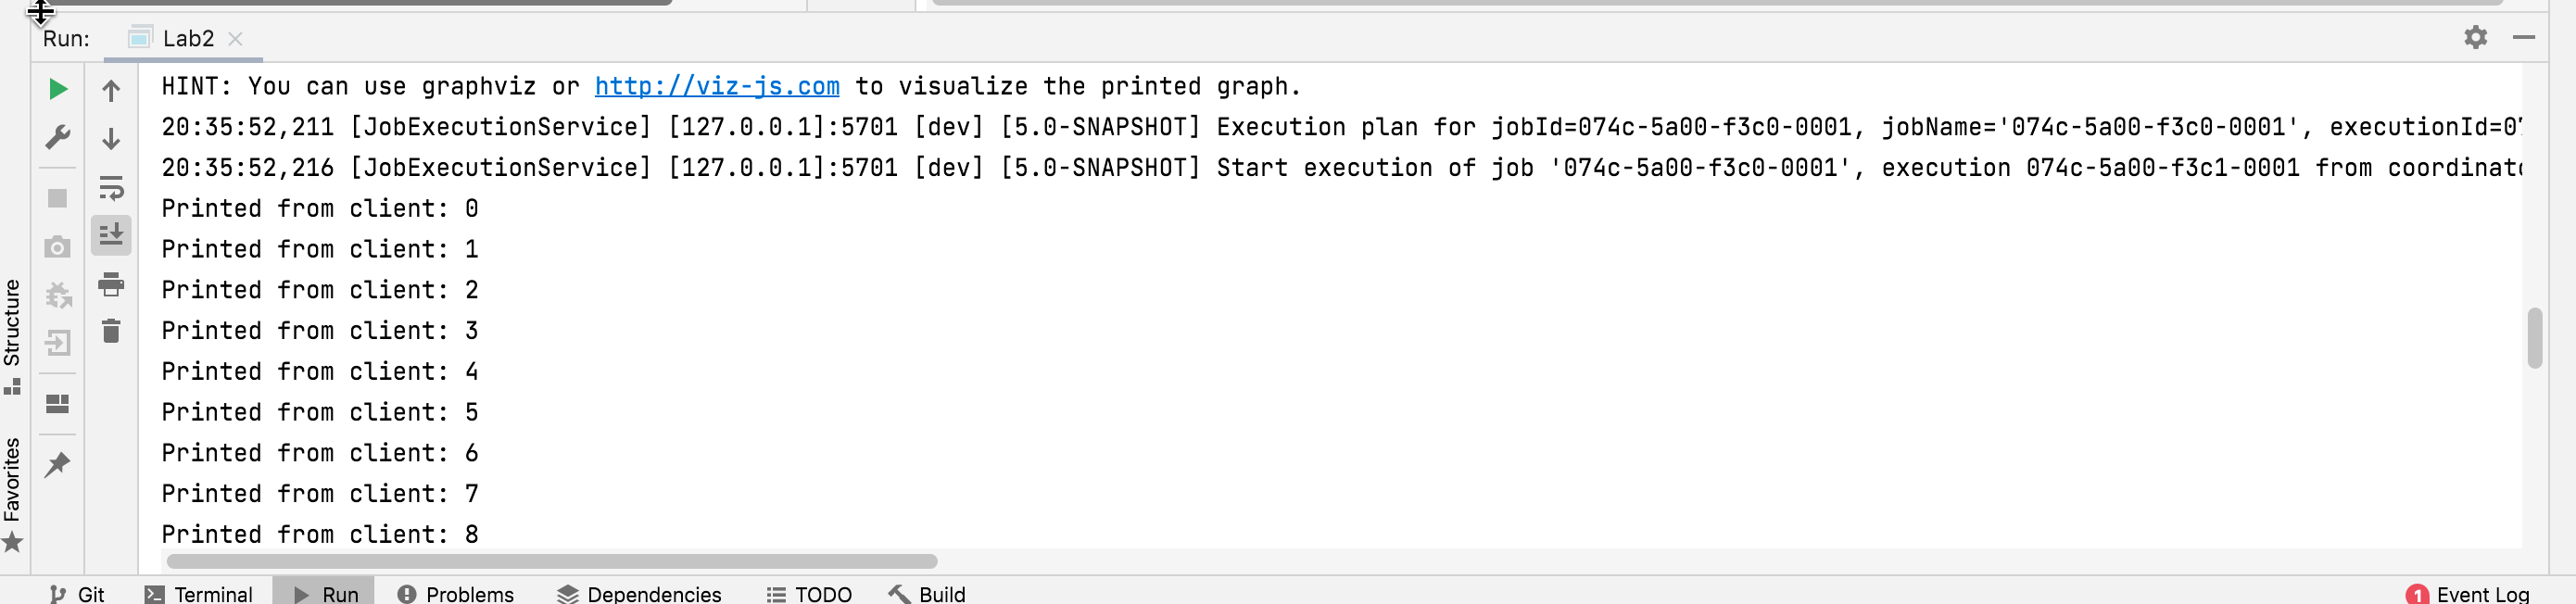 Run: Lab2
HINT: You can use graphviz or http://viz-js.com to visualize the printed graph.
20:35:52,211 [JobExecutionService] [127.0.0.1]:5701 [dev] [5.0-SNAPSHOT] Execution plan for jobId=074c-5a00-f3c0-0001, jobName='074c-5a00-f3c0-0001', executionId=07
20:35:52,216 [JobExecutionService] [127.0.0.1]:5701 [dev] [5.0-SNAPSHOT] Start execution of job '074c-5a00-f3c0-0001', execution 074c-5a00-f3c1-0001 from coordinat
Printed from client: 0
Printed from client: 1
Printed from client: 2
Printed from client: 3
Printed from client: 4
Printed from client: 5
Printed from client: 6
Printed from client: 7
Printed from client: 8
Structure
Favorites
Git Terminal Run Problems Dependencies TODO Build 1 Event Log